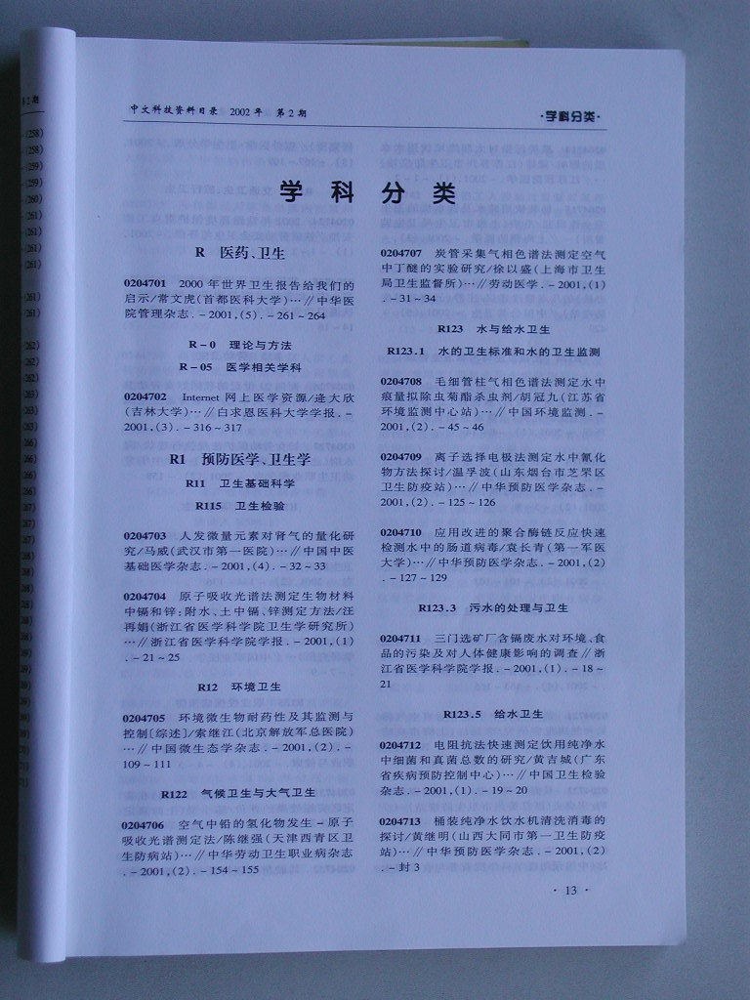 中文科技资料目录 2002年 第2期
·学科分类·
学 科 分 类
R 医药、卫生
0204701 2000年世界卫生报告给我们的
启示/常文虎(首都医科大学)…∥中华医
院管理杂志.-2001,(5).-261~264
R-0 理论与方法
R-05 医学相关学科
0204702 Internet网上医学资源/逄大欣
(吉林大学)…∥白求恩医科大学学报.-
2001,(3).-316~317
R1 预防医学、卫生学
R11 卫生基础科学
R115 卫生检验
0204703 人发微量元素对肾气的量化研
究/马威(武汉市第一医院)…∥中国中医
基础医学杂志.-2001,(4).-32~33
0204704 原子吸收光谱法测定生物材料
中镉和锌:附水、土中镉、锌测定方法/汪
再娟(浙江省医学科学院卫生学研究所)
…∥浙江省医学科学院学报.-2001,(1)
.-21~25
R12 环境卫生
0204705 环境微生物耐药性及其监测与
控制[综述]/索继江(北京解放军总医院)
…∥中国微生态学杂志.-2001,(2).-
109~111
R122 气候卫生与大气卫生
0204706 空气中铅的氢化物发生-原子
吸收光谱测定法/陈继强(天津西青区卫
生防病站)…∥中华劳动卫生职业病杂志
.-2001,(2).-154~155
0204707 炭管采集气相色谱法测定空气
中丁醚的实验研究/徐以盛(上海市卫生
局卫生监督所)…∥劳动医学.-2001,(1)
.-31~34
R123 水与给水卫生
R123.1 水的卫生标准和水的卫生监测
0204708 毛细管柱气相色谱法测定水中
痕量拟除虫菊酯杀虫剂/胡冠九(江苏省
环境监测中心站)…∥中国环境监测.-
2001,(2).-45~46
0204709 离子选择电极法测定水中氰化
物方法探讨/温孚波(山东烟台市芝罘区
卫生防疫站)…∥中华预防医学杂志.-
2001,(2).-125~126
0204710 应用改进的聚合酶链反应快速
检测水中的肠道病毒/袁长青(第一军医
大学)…∥中华预防医学杂志.-2001,(2)
.-127~129
R123.3 污水的处理与卫生
0204711 三门选矿厂含镉废水对环境、食
品的污染及对人体健康影响的调查∥浙
江省医学科学院学报.-2001,(1).-18~
21
R123.5 给水卫生
0204712 电阻抗法快速测定饮用纯净水
中细菌和真菌总数的研究/黄吉城(广东
省疾病预防控制中心)…∥中国卫生检验
杂志.-2001,(1).-19~20
0204713 桶装纯净水饮水机清洗消毒的
探讨/黄继明(山西大同市第一卫生防疫
站)…∥中华预防医学杂志.-2001,(2)
.-封3
·13·